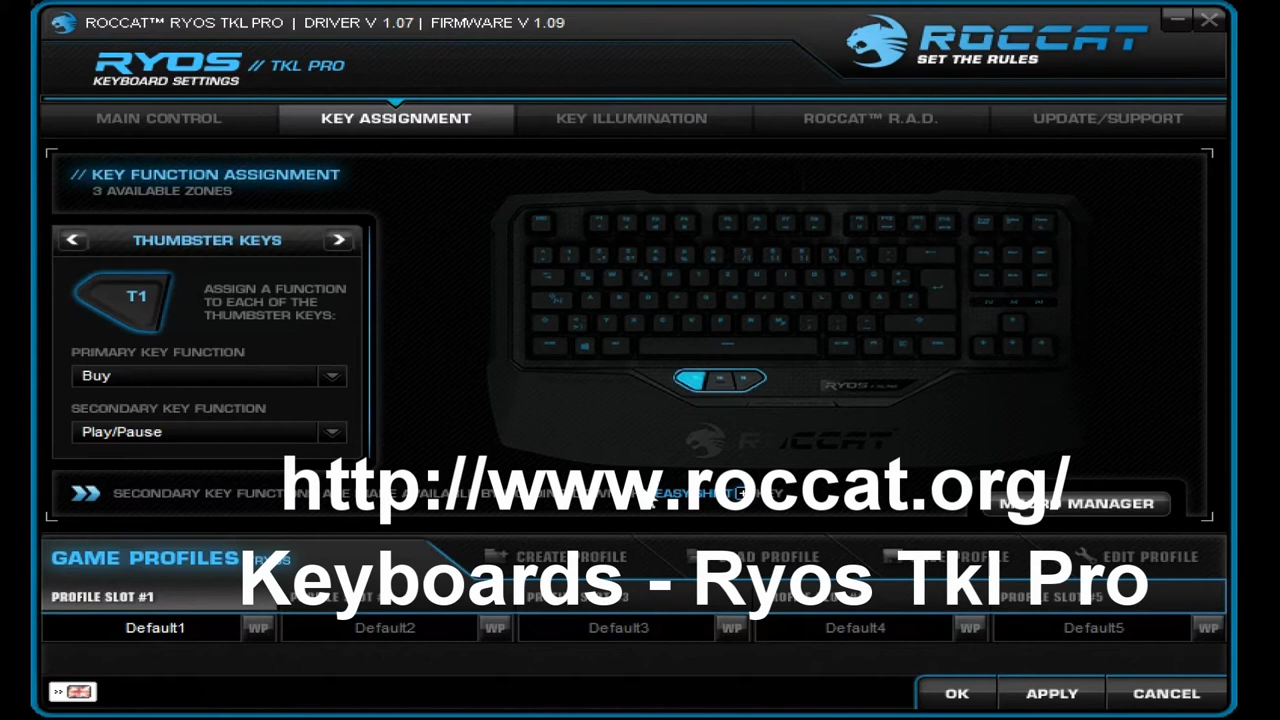 ROCCAT™ RYOS TKL PRO | DRIVER V 1.07 | FIRMWARE V 1.09
RYOS // TKL PRO
KEYBOARD SETTINGS
ROCCAT
SET THE RULES
MAIN CONTROL
KEY ASSIGNMENT
KEY ILLUMINATION
ROCCAT™ R.A.D.
UPDATE/SUPPORT
// KEY FUNCTION ASSIGNMENT
3 AVAILABLE ZONES
THUMBSTER KEYS
T1
ASSIGN A FUNCTION
TO EACH OF THE
THUMBSTER KEYS:
PRIMARY KEY FUNCTION
Buy
SECONDARY KEY FUNCTION
Play/Pause
ROCCAT
SECONDARY KEY
http://www.roccat.org/
MANAGER
GAME PROFILES
CREATE PROFILE
PROFILE
EDIT PROFILE
Keyboards - Ryos Tkl Pro
PROFILE SLOT #1
Default1 WP
Default2 WP
Default3 WP
Default4 WP
Default5 WP
OK
APPLY
CANCEL